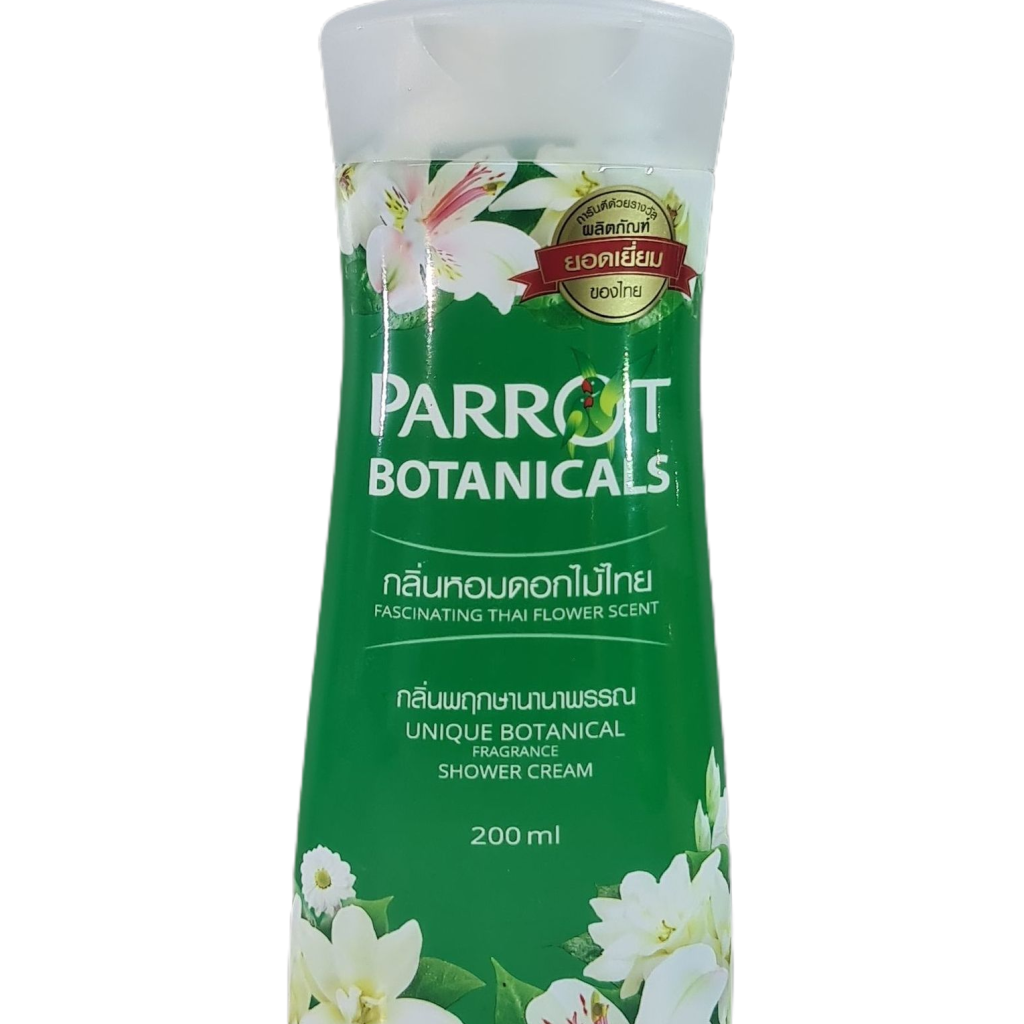 การันตีด้วยรางวัล
ผลิตภัณฑ์
ยอดเยี่ยม
ของไทย
PARROT
BOTANICALS
กลิ่นหอมดอกไม้ไทย
FASCINATING THAI FLOWER SCENT
กลิ่นพฤกษานานาพรรณ
UNIQUE BOTANICAL
FRAGRANCE
SHOWER CREAM
200 ml